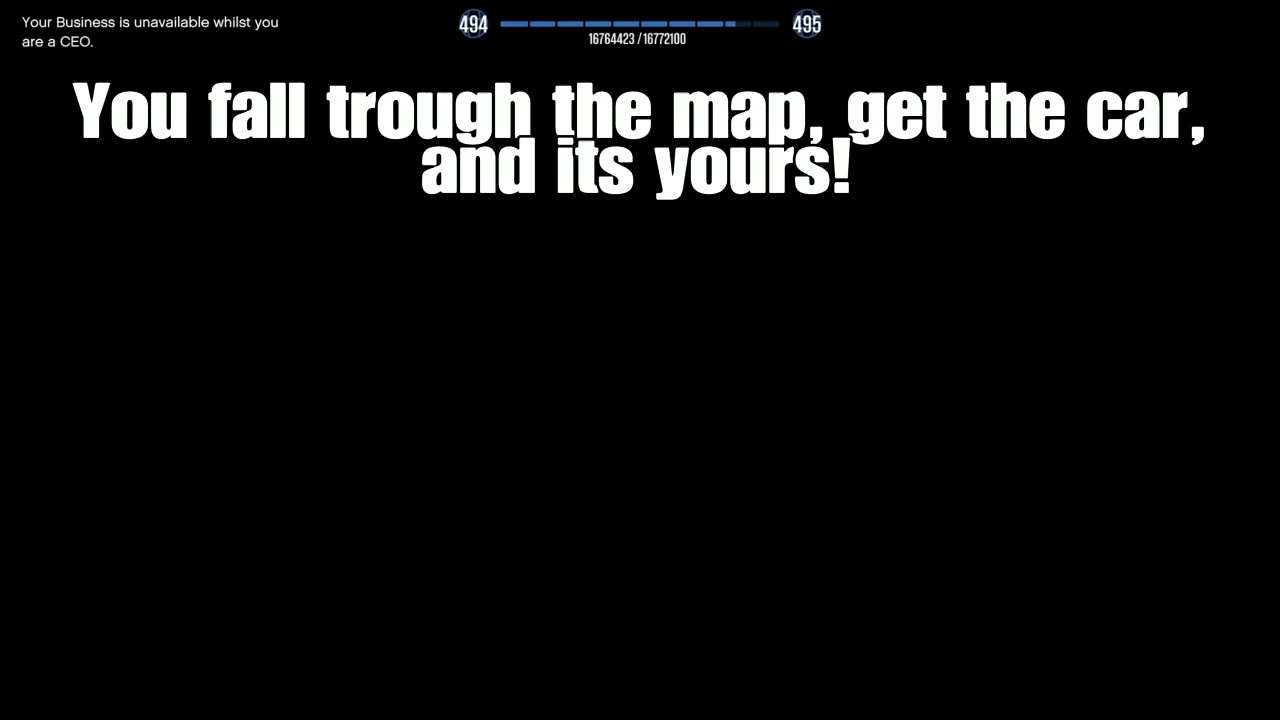 Your Business is unavailable whilst you
are a CEO.
494 495
16764423 / 16772100
You fall trough the map, get the car,
and its yours!